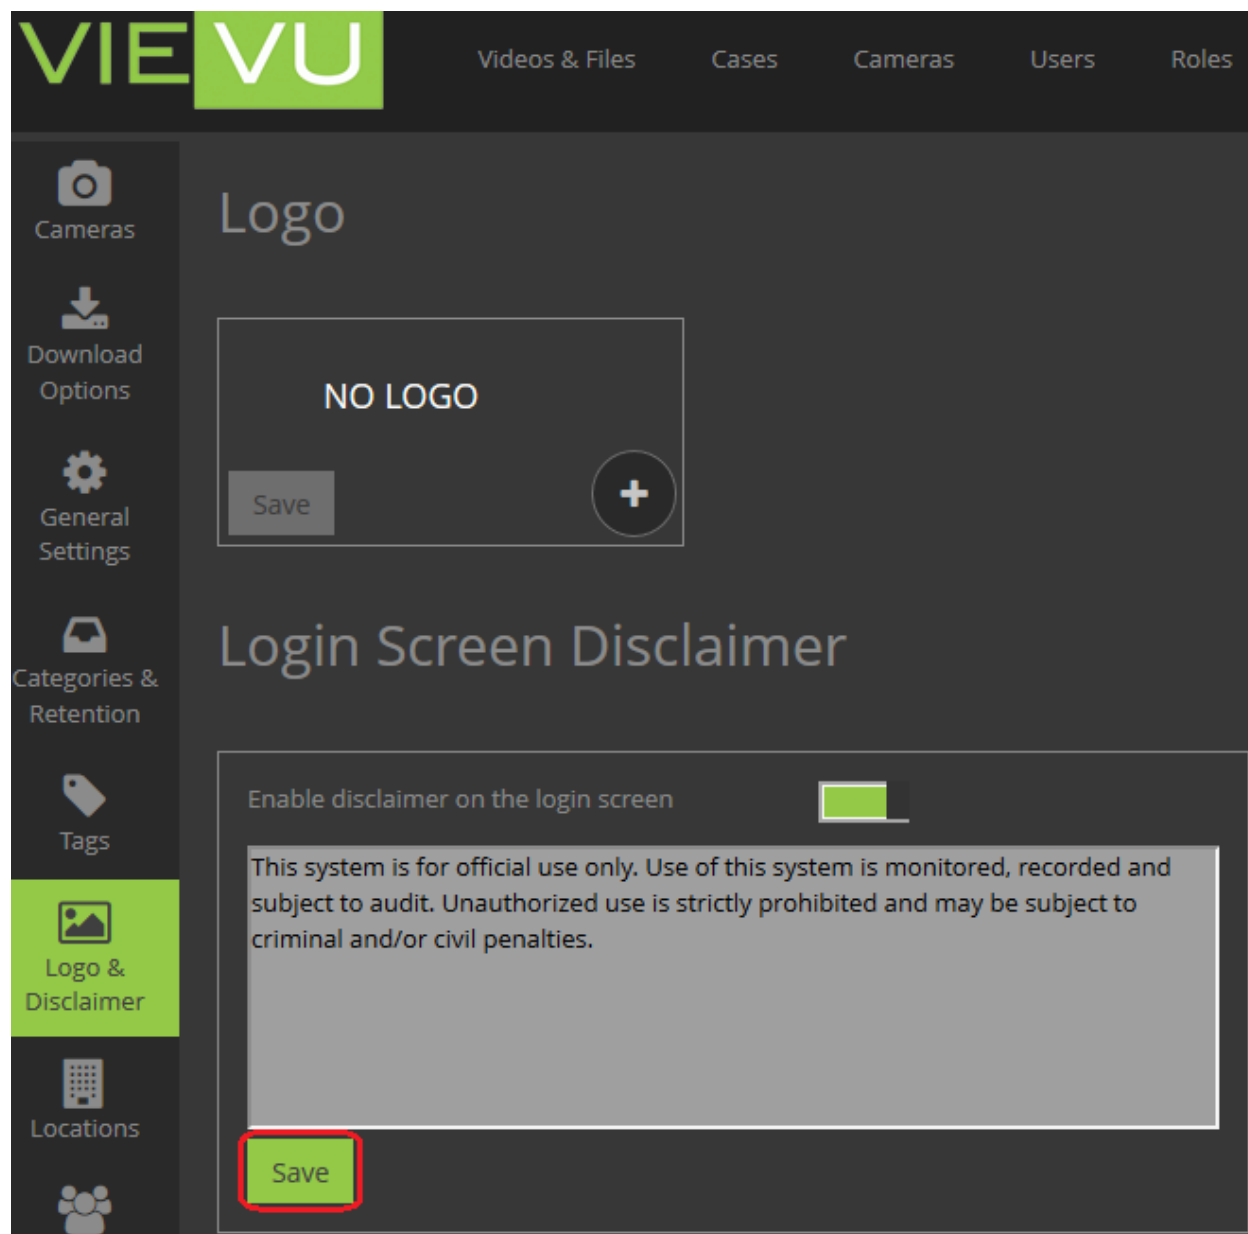 VIEVU
Videos & Files
Cases
Cameras
Users
Roles
Cameras
Download
Options
General
Settings
Categories &
Retention
Tags
Logo &
Disclaimer
Locations
Logo
NO LOGO
Save
Login Screen Disclaimer
Enable disclaimer on the login screen
This system is for official use only. Use of this system is monitored, recorded and
subject to audit. Unauthorized use is strictly prohibited and may be subject to
criminal and/or civil penalties.
Save